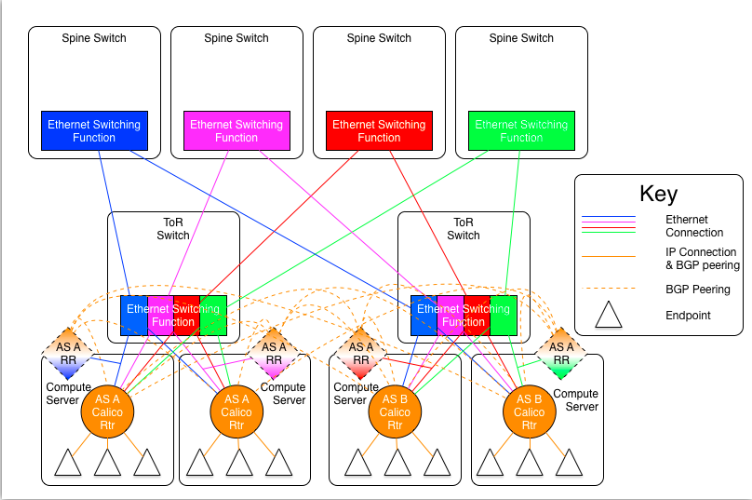 Spine Switch
Spine Switch
Spine Switch
Spine Switch
Ethernet Switching
Function
Ethernet Switching
Function
Ethernet Switching
Function
Ethernet Switching
Function
ToR
Switch
ToR
Switch
Key
Ethernet
Connection
IP Connection
& BGP peering
BGP Peering
Endpoint
Ethernet Switching
Function
Ethernet Switching
Function
AS A
RR
AS A
RR
AS A
RR
AS A
RR
Compute
Server
Compute
Server
Compute
Server
Compute
Server
AS A
Calico
Rtr
AS A
Calico
Rtr
AS B
Calico
Rtr
AS B
Calico
Rtr